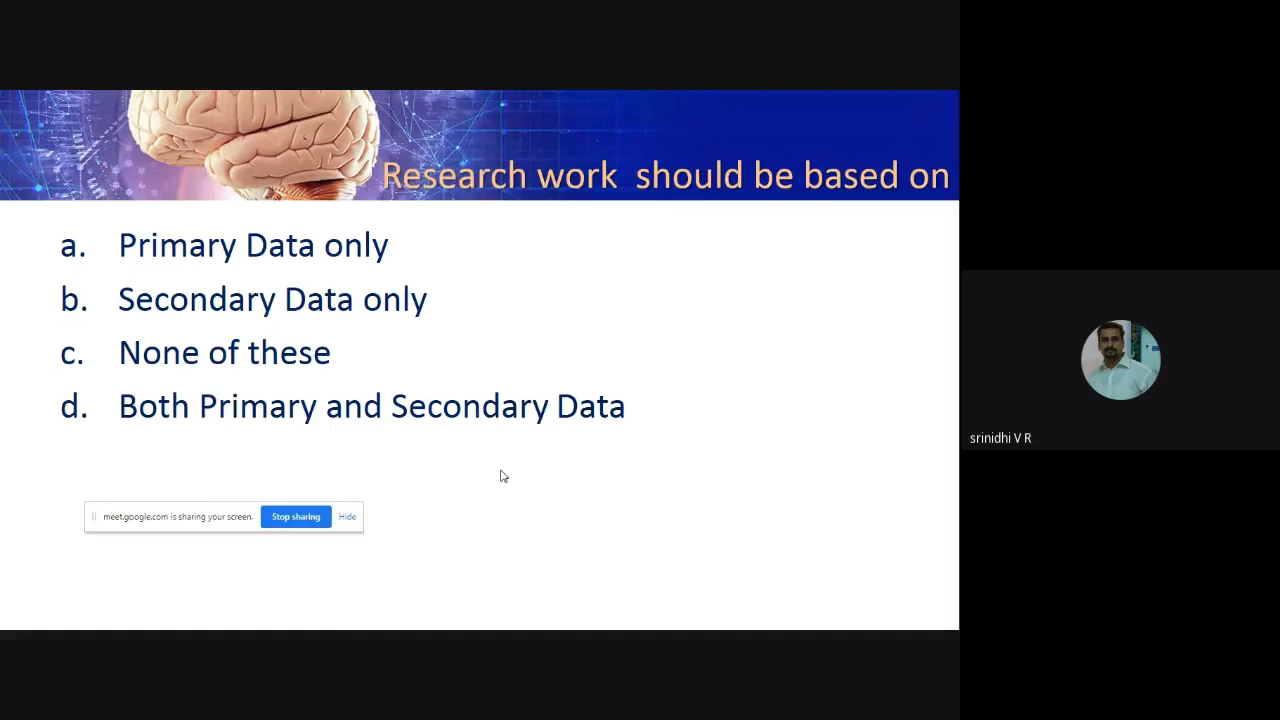 Research work should be based on
a. Primary Data only
b. Secondary Data only
c. None of these
d. Both Primary and Secondary Data
meet.google.com is sharing your screen. Stop sharing Hide
srinidhi V R